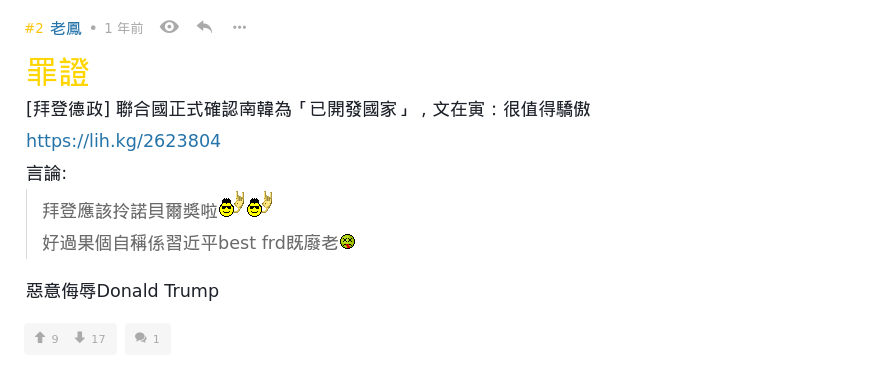 #2 老鳳 • 1 年前
罪證
[拜登德政] 聯合國正式確認南韓為「已開發國家」，文在寅：很值得驕傲
https://lih.kg/2623804
言論:
拜登應該拎諾貝爾獎啦
好過果個自稱係習近平best frd既廢老
惡意侮辱Donald Trump
9 17 1